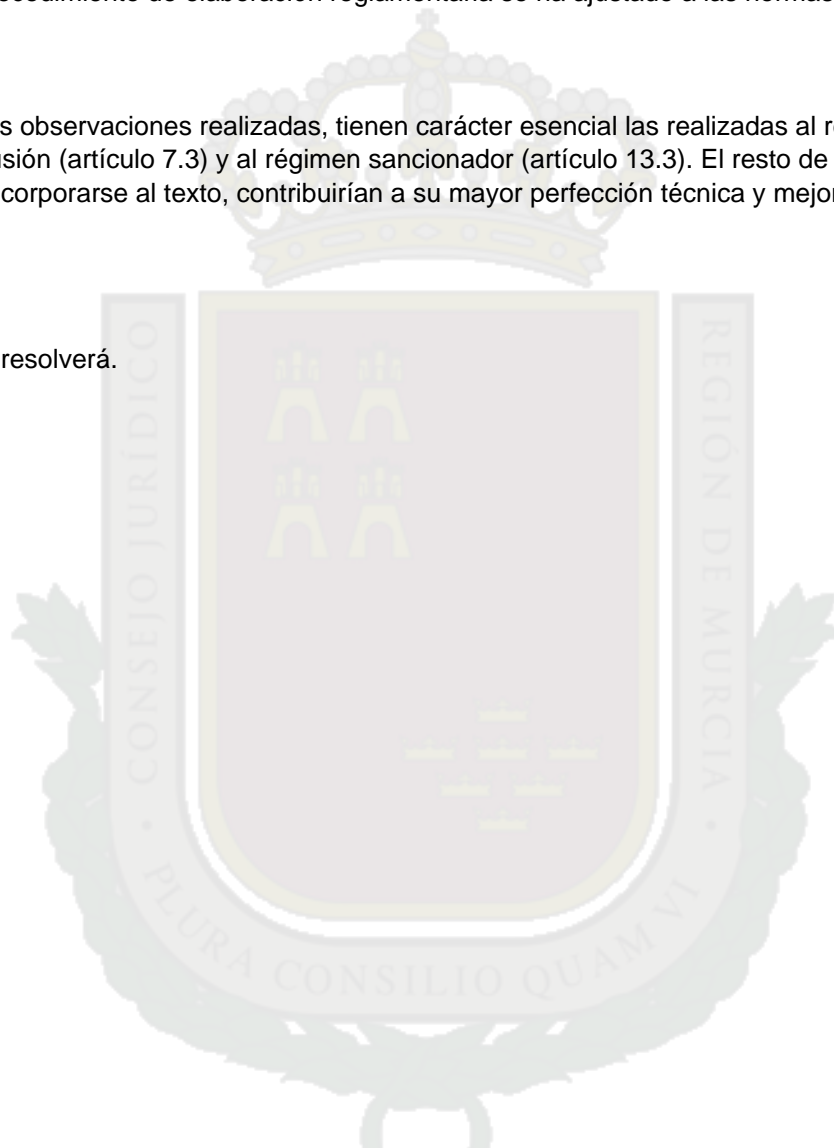 s observaciones realizadas, tienen carácter esencial las realizadas al r
usión (artículo 7.3) y al régimen sancionador (artículo 13.3). El resto de
corporarse al texto, contribuirían a su mayor perfección técnica y mejor
resolverá.
CONSEJO JURÍDICO
REGIÓN DE MURCIA
PLURA CONSILIO QUAM VI